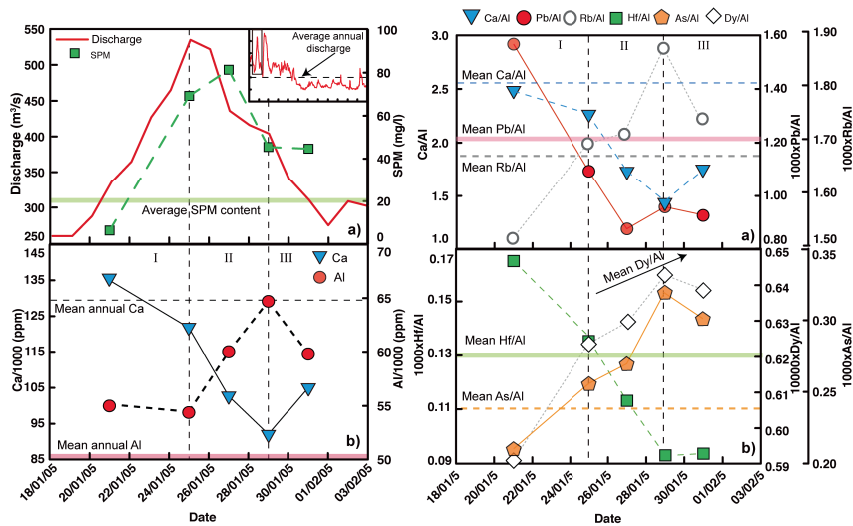 Discharge
SPM
Average annual
discharge
Average SPM content
a)
Discharge (m³/s)
550
500
450
400
350
300
250
SPM (mg/l)
100
80
60
40
20
0
I
II
III
Ca
Al
Mean annual Ca
Mean annual Al
b)
Ca/1000 (ppm)
145
135
125
115
105
95
85
Al/1000 (ppm)
70
65
60
55
50
18/01/05
20/01/05
22/01/05
24/01/05
26/01/05
28/01/05
30/01/05
01/02/05
03/02/05
Date
Ca/Al
Pb/Al
Rb/Al
Hf/Al
As/Al
Dy/Al
I
II
III
Mean Ca/Al
Mean Pb/Al
Mean Rb/Al
a)
Ca/Al
3.0
2.5
2.0
1.5
1.0
1000xPb/Al
1.60
1.40
1.20
1.00
0.80
1000xRb/Al
1.90
1.80
1.70
1.60
1.50
Mean Dy/Al
Mean Hf/Al
Mean As/Al
b)
1000xHf/Al
0.17
0.15
0.13
0.11
0.09
1000xDy/Al
0.65
0.64
0.63
0.62
0.61
0.60
0.59
1000xAs/Al
0.35
0.30
0.25
0.20
18/01/5
20/01/5
22/01/5
24/01/5
26/01/5
28/01/5
30/01/5
01/02/5
03/02/5
Date